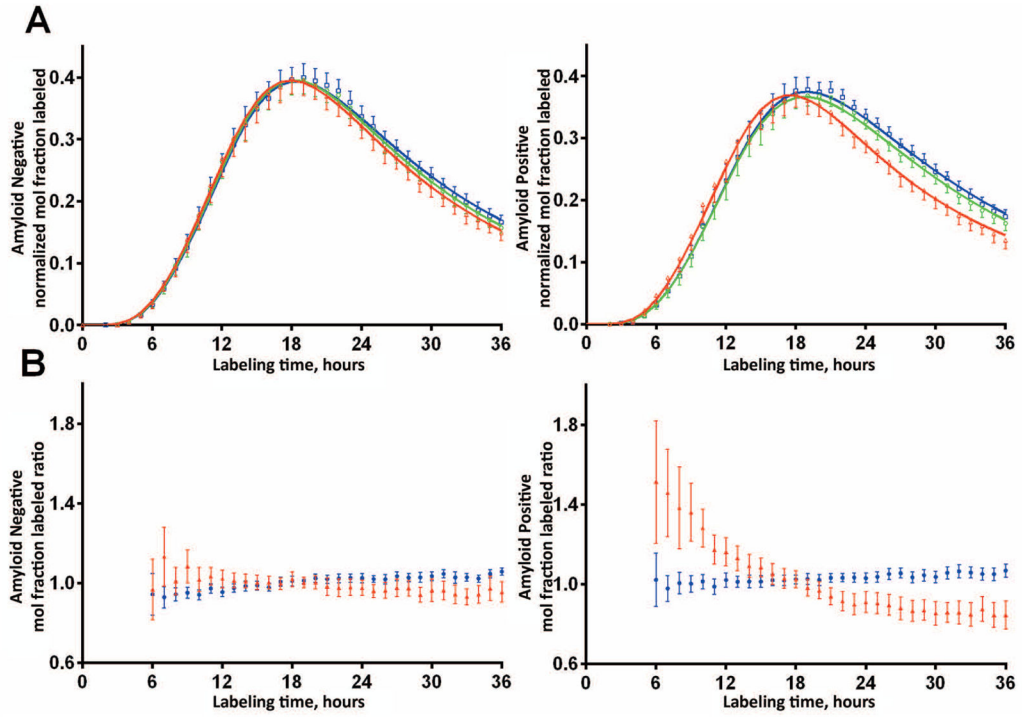 A
Amyloid Negative
normalized mol fraction labeled
0.4
0.3
0.2
0.1
0.0
0 6 12 18 24 30 36
Labeling time, hours
Amyloid Positive
normalized mol fraction labeled
0.4
0.3
0.2
0.1
0.0
0 6 12 18 24 30 36
Labeling time, hours
B
Amyloid Negative
mol fraction labeled ratio
1.8
1.4
1.0
0.6
0 6 12 18 24 30 36
Labeling time, hours
Amyloid Positive
mol fraction labeled ratio
1.8
1.4
1.0
0.6
0 6 12 18 24 30 36
Labeling time, hours